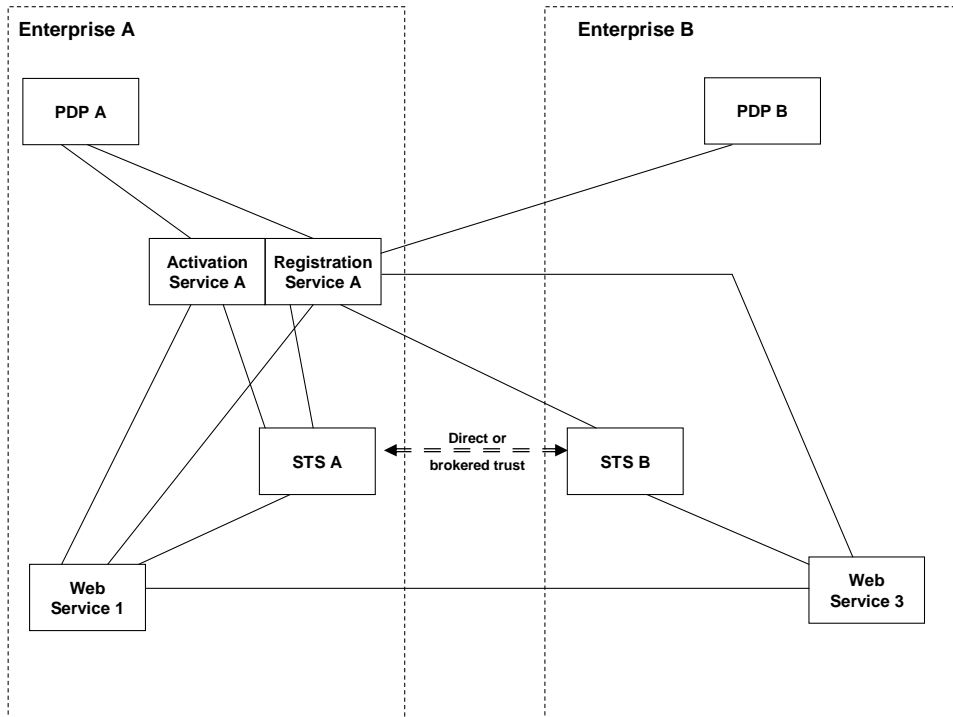 Enterprise A
Enterprise B
PDP A
PDP B
Activation
Service A
Registration
Service A
Direct or
brokered trust
STS A
STS B
Web
Service 1
Web
Service 3